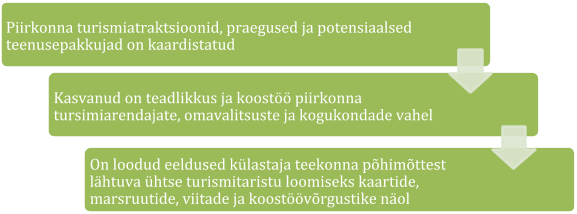 Piirkonna turismiatraktsioonid, praegused ja potensiaalsed
teenusepakkujad on kaardistatud
Kasvanud on teadlikkus ja koostöö piirkonna
tursimiarendajate, omavalitsuste ja kogukondade vahel
On loodud eeldused külastaja teekonna põhimõttest
lähtuva ühtse turismitaristu loomiseks kaartide,
marsruutide, viitade ja koostöövõrgustike näol